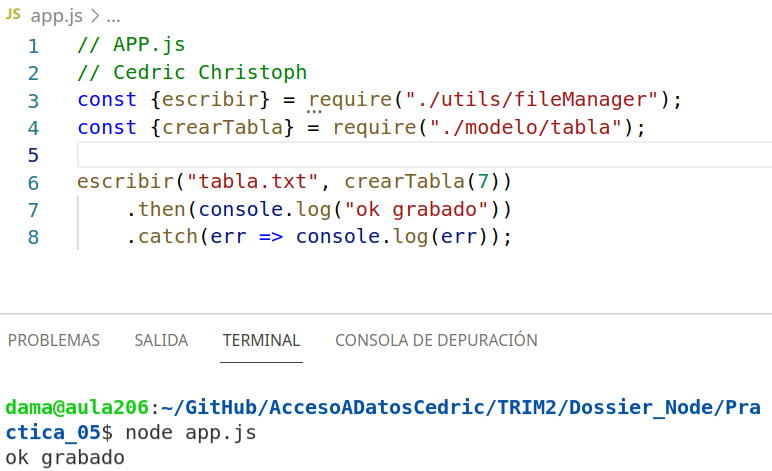 JS app.js > ...
1 // APP.js
2 // Cedric Christoph
3 const {escribir} = require("./utils/fileManager");
4 const {crearTabla} = require("./modelo/tabla");
5
6 escribir("tabla.txt", crearTabla(7))
7     .then(console.log("ok grabado"))
8     .catch(err => console.log(err));
PROBLEMAS SALIDA TERMINAL CONSOLA DE DEPURACIÓN
dama@aula206:~/GitHub/AccesoADatosCedric/TRIM2/Dossier_Node/Pra
ctica_05$ node app.js
ok grabado